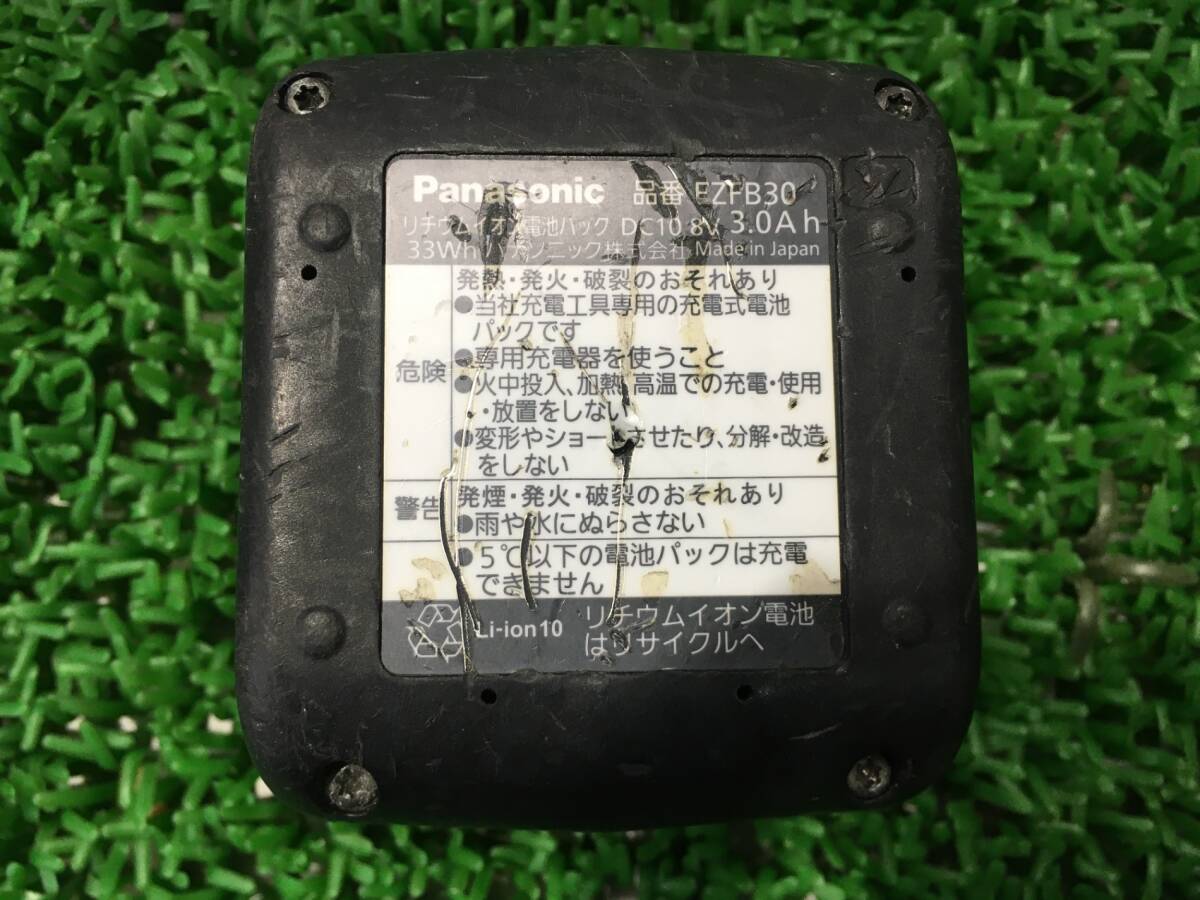 Panasonic 品番 EZFB30
リチウムイオン電池パック DC10.8V 3.0Ah
33Wh パナソニック株式会社 Made in Japan
発熱・発火・破裂のおそれあり
●当社充電工具専用の充電式電池
パックです
危険
●専用充電器を使うこと
●火中投入、加熱、高温での充電・使用
・放置をしない
●変形やショートさせたり、分解・改造
をしない
警告
発煙・発火・破裂のおそれあり
●雨や水にぬらさない
●5℃以下の電池パックは充電
できません
Li-ion10
リチウムイオン電池
はリサイクルへ